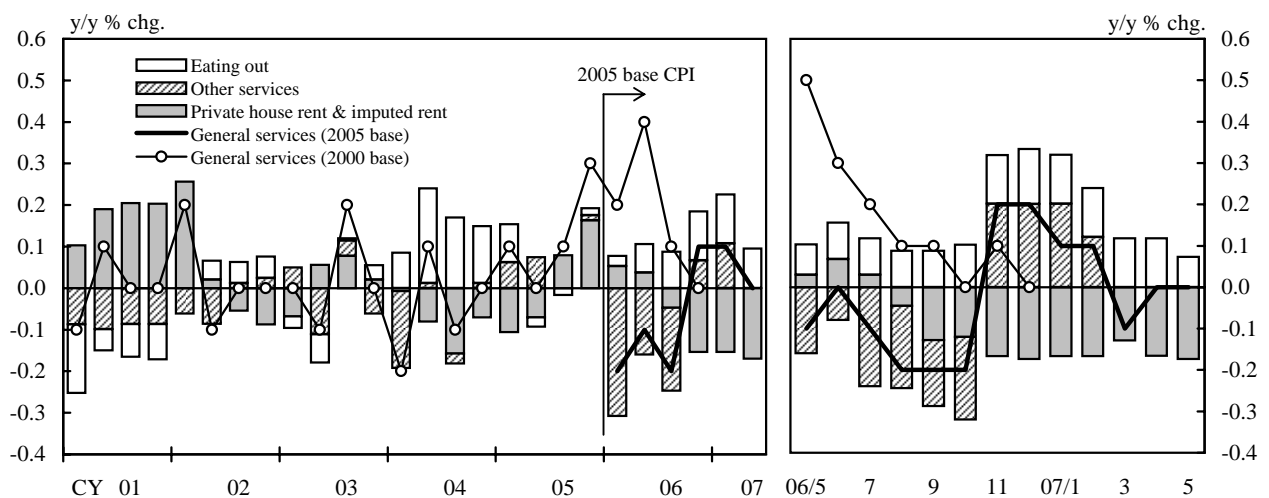 y/y % chg.
y/y % chg.
0.6
0.5
0.4
0.3
0.2
0.1
0.0
-0.1
-0.2
-0.3
-0.4
Eating out
Other services
Private house rent & imputed rent
General services (2005 base)
General services (2000 base)
2005 base CPI
0.6
0.5
0.4
0.3
0.2
0.1
0.0
-0.1
-0.2
-0.3
-0.4
CY 01 02 03 04 05 06 07
06/5 7 9 11 07/1 3 5